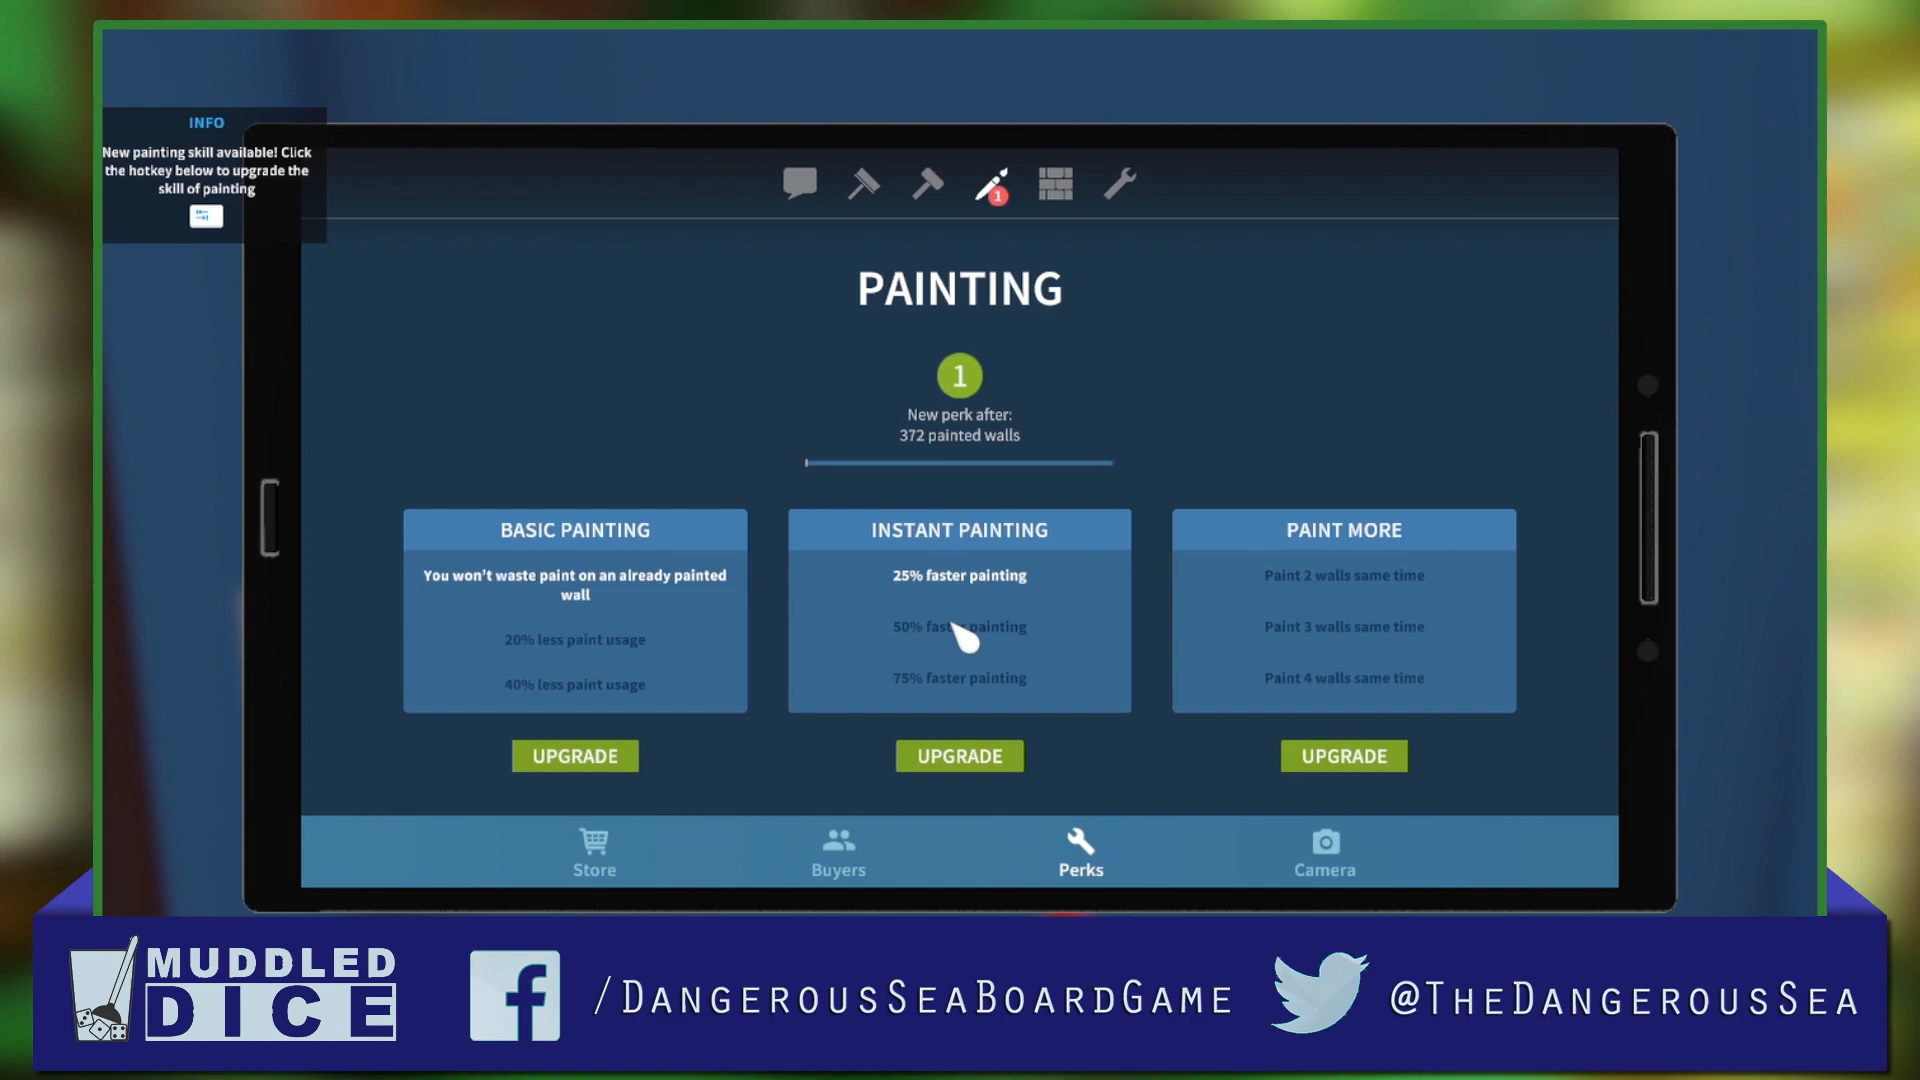 INFO
New painting skill available! Click
the hotkey below to upgrade the
skill of painting
1
PAINTING
1
New perk after:
372 painted walls
BASIC PAINTING
You won't waste paint on an already painted
wall
20% less paint usage
40% less paint usage
UPGRADE
INSTANT PAINTING
25% faster painting
50% faster painting
75% faster painting
UPGRADE
PAINT MORE
Paint 2 walls same time
Paint 3 walls same time
Paint 4 walls same time
UPGRADE
Store
Buyers
Perks
Camera
MUDDLED
DICE
/DANGEROUSSEABOARDGAME
@THEDANGEROUSSEA